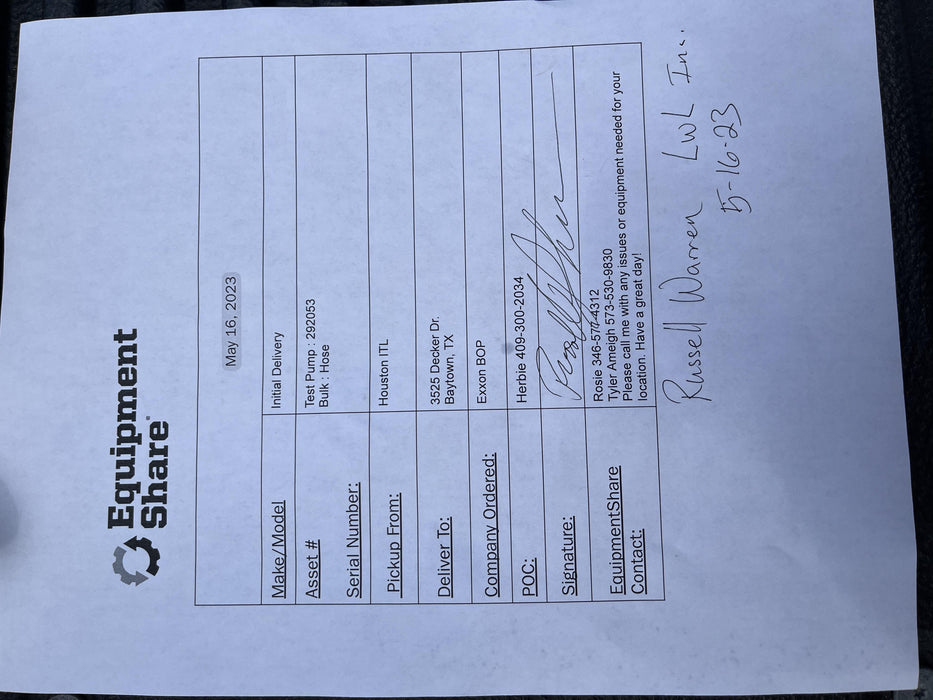 Equipment
Share
May 16, 2023
Make/Model Initial Delivery
Asset # Test Pump : 292053
Bulk : Hose
Serial Number:
Pickup From: Houston ITL
Deliver To: 3525 Decker Dr.
Baytown, TX
Company Ordered: Exxon BOP
POC: Herbie 409-300-2034
Signature:
EquipmentShare
Contact:
Rosie 346-577-4312
Tyler Ameigh 573-530-9830
Please call me with any issues or equipment needed for your
location. Have a great day!
Russell Warren LWL Inc.
5-16-23